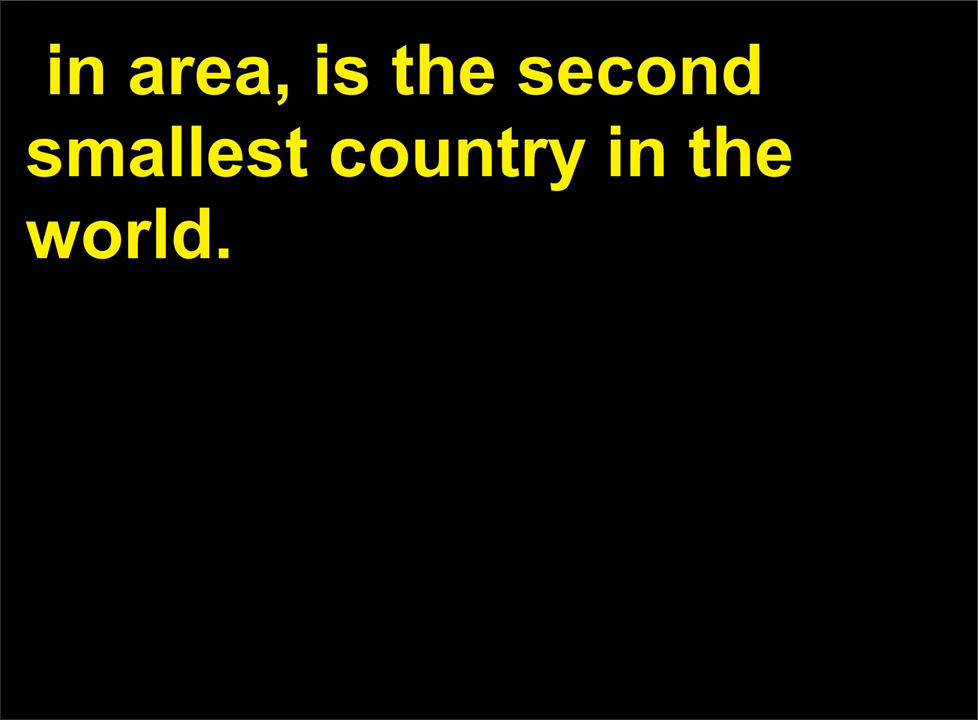 in area, is the second
smallest country in the
world.